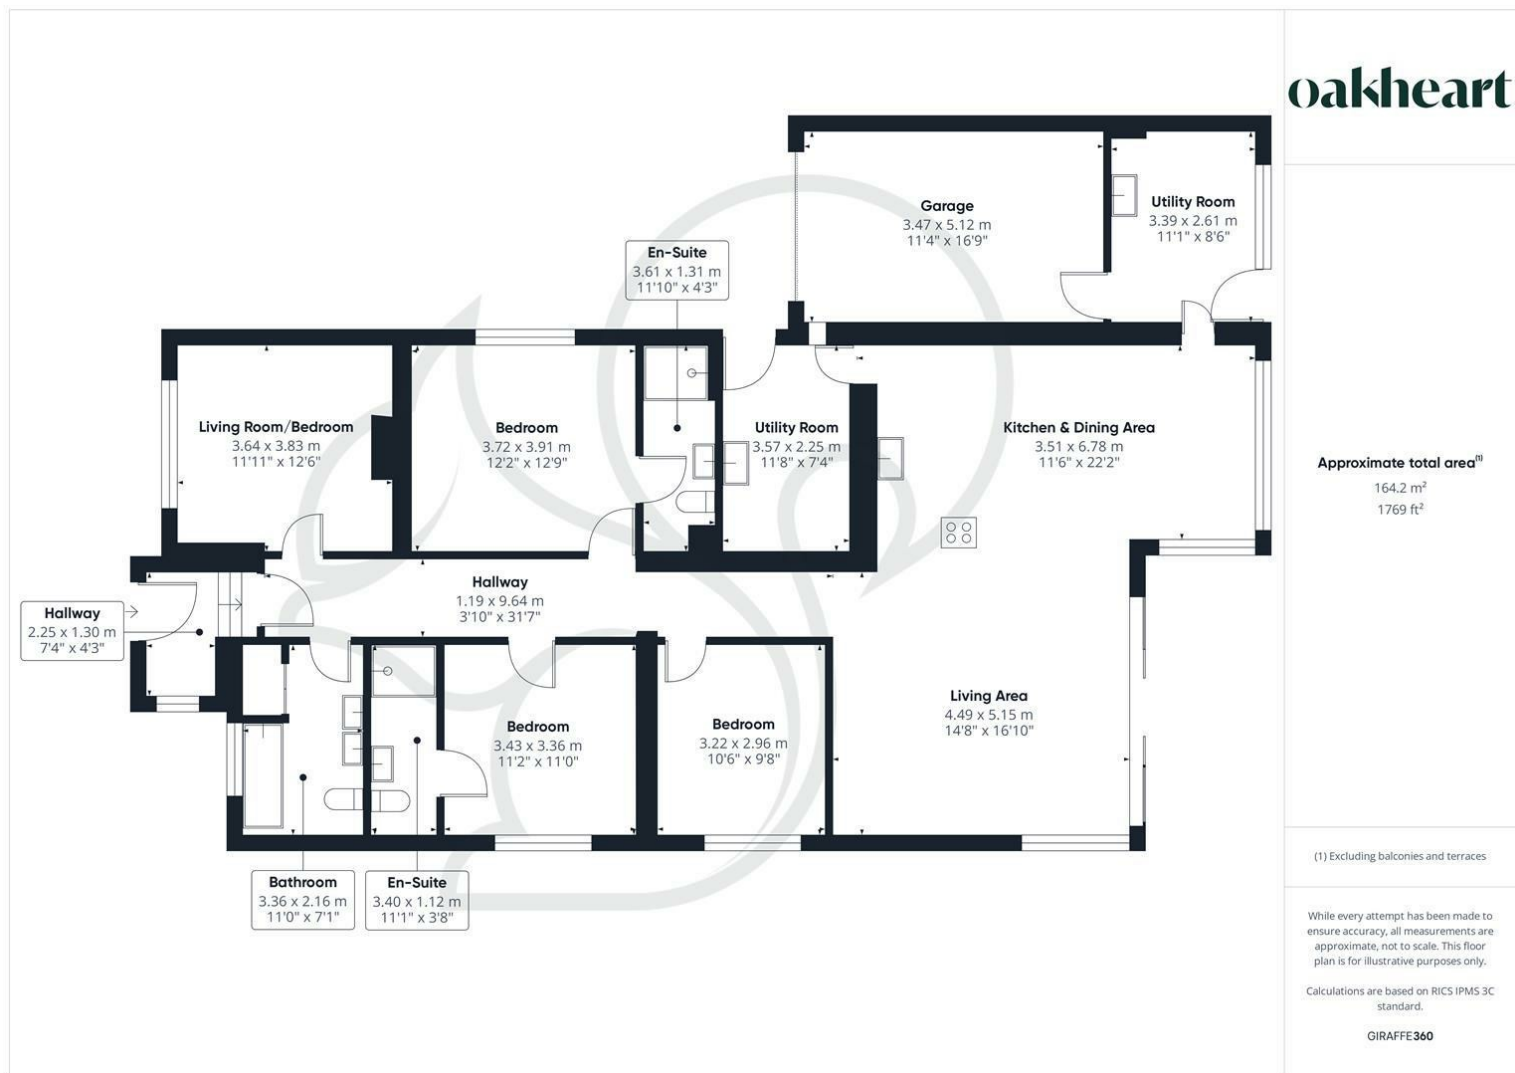 oakheart
Garage
3.47 x 5.12 m
11'4" x 16'9"
Utility Room
3.39 x 2.61 m
11'1" x 8'6"
En-Suite
3.61 x 1.31 m
11'10" x 4'3"
Living Room/Bedroom
3.64 x 3.83 m
11'11" x 12'6"
Bedroom
3.72 x 3.91 m
12'2" x 12'9"
Utility Room
3.57 x 2.25 m
11'8" x 7'4"
Kitchen & Dining Area
3.51 x 6.78 m
11'6" x 22'2"
Hallway
2.25 x 1.30 m
7'4" x 4'3"
Hallway
1.19 x 9.64 m
3'10" x 31'7"
Bedroom
3.43 x 3.36 m
11'2" x 11'0"
Bedroom
3.22 x 2.96 m
10'6" x 9'8"
Living Area
4.49 x 5.15 m
14'8" x 16'10"
Bathroom
3.36 x 2.16 m
11'0" x 7'1"
En-Suite
3.40 x 1.12 m
11'1" x 3'8"
Approximate total area(1)
164.2 m²
1769 ft²
(1) Excluding balconies and terraces
While every attempt has been made to
ensure accuracy, all measurements are
approximate, not to scale. This floor
plan is for illustrative purposes only.
Calculations are based on RICS IPMS 3C
standard.
GIRAFFE360